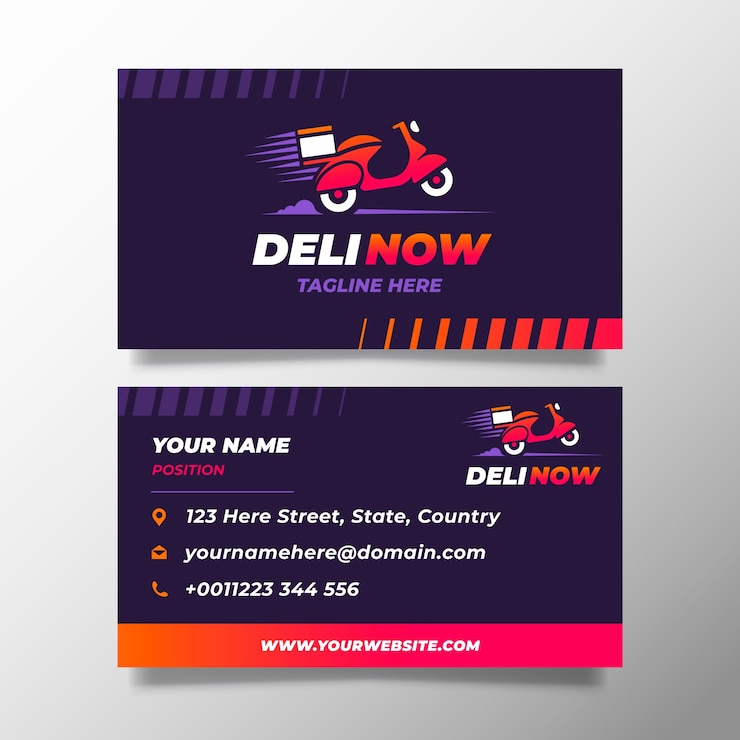 DELI NOW
TAGLINE HERE
YOUR NAME
POSITION
DELI NOW
123 Here Street, State, Country
yournamehere@domain.com
+0011223 344 556
WWW.YOURWEBSITE.COM